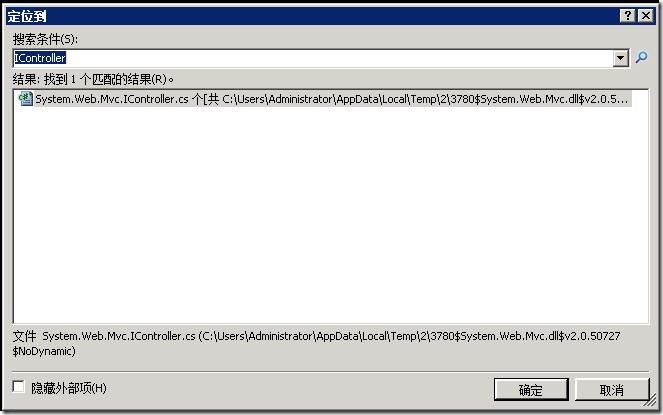 定位到
搜索条件(S):
IController
结果: 找到 1 个匹配的结果(R)。
System.Web.Mvc.IController.cs 个[共 C:\Users\Administrator\AppData\Local\Temp\2\3780$System.Web.Mvc.dll$v2.0.5...
文件 System.Web.Mvc.IController.cs (C:\Users\Administrator\AppData\Local\Temp\2\3780$System.Web.Mvc.dll$v2.0.50727
$NoDynamic)
隐藏外部项(H)
确定
取消